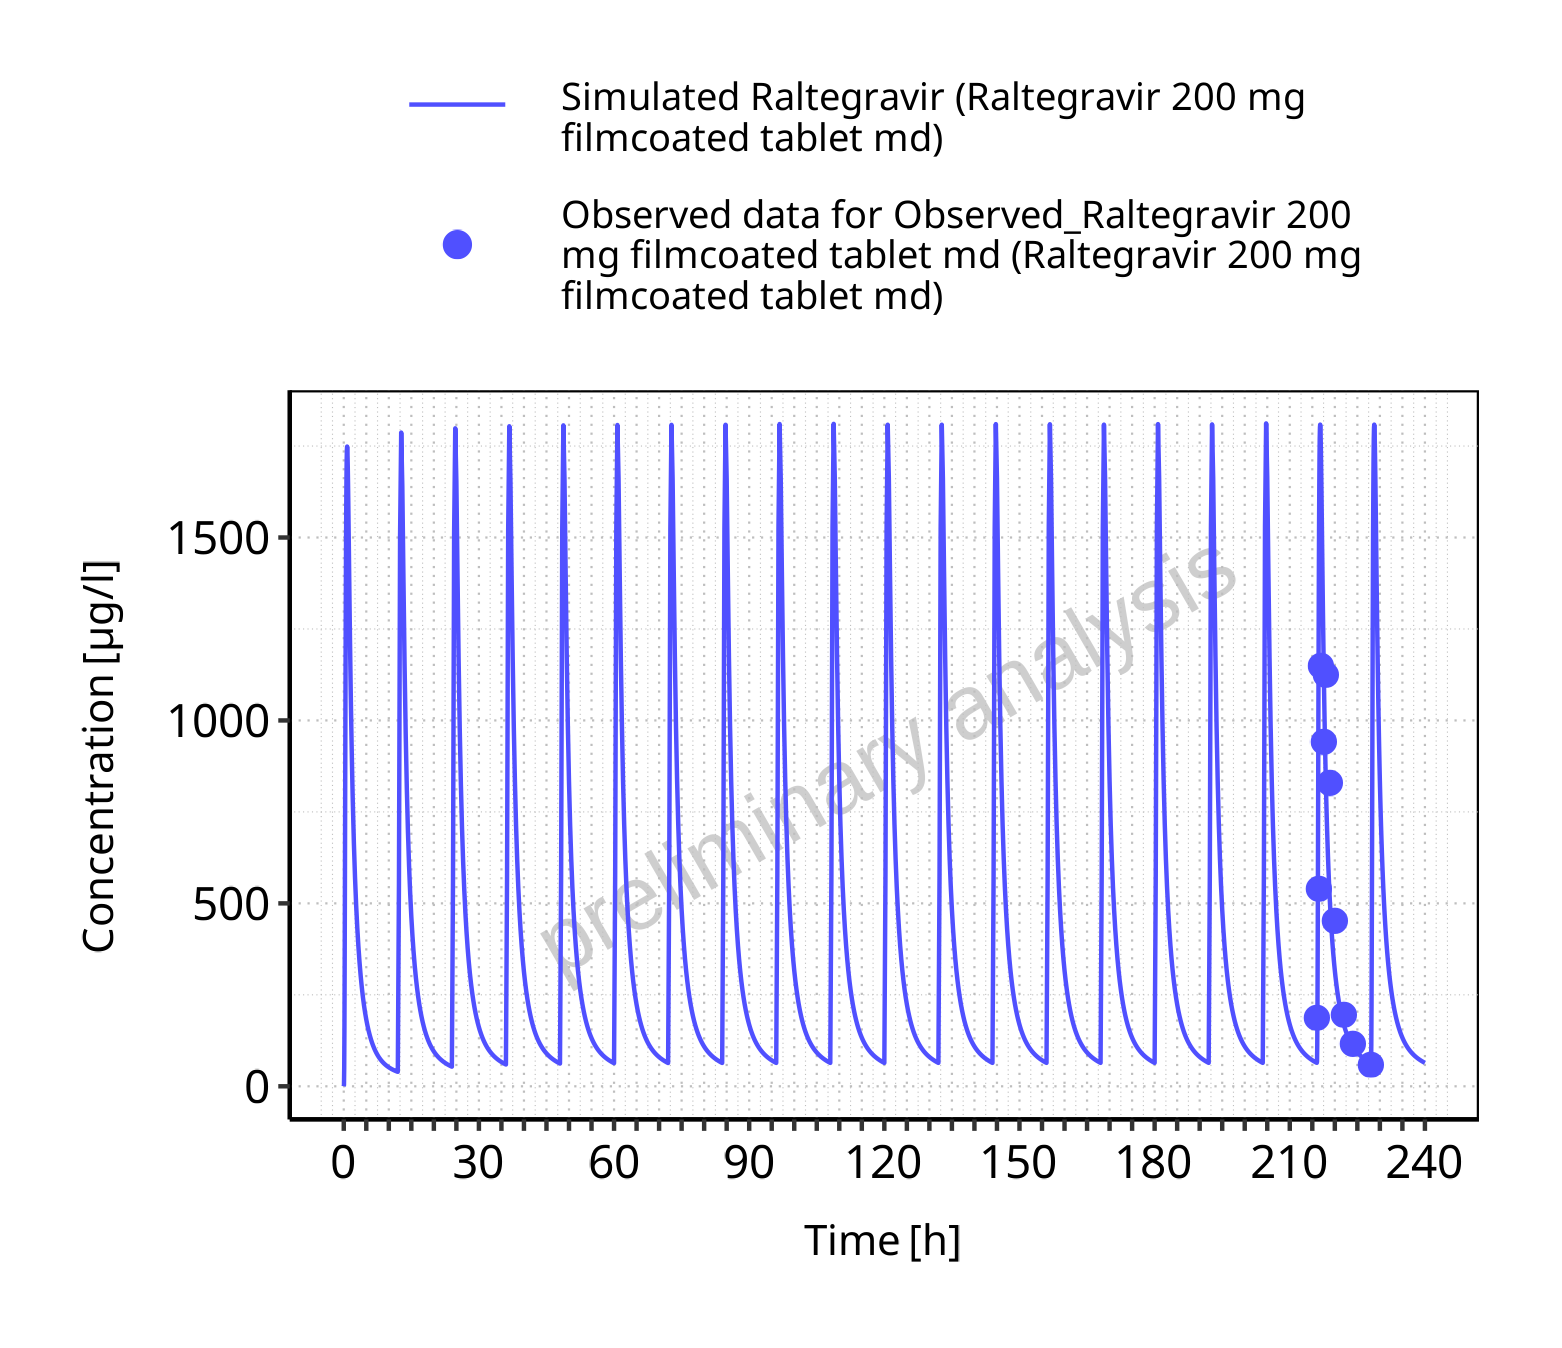 Simulated Raltegravir (Raltegravir 200 mg
filmcoated tablet md)
Observed data for Observed_Raltegravir 200
mg filmcoated tablet md (Raltegravir 200 mg
filmcoated tablet md)
1500
1000
500
0
Concentration [µg/l]
preliminary analysis
0 30 60 90 120 150 180 210 240
Time [h]